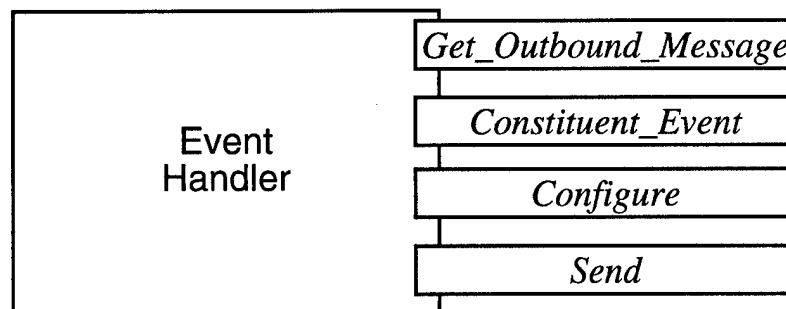 Get_Outbound_Message
Constituent_Event
Event
Handler
Configure
Send